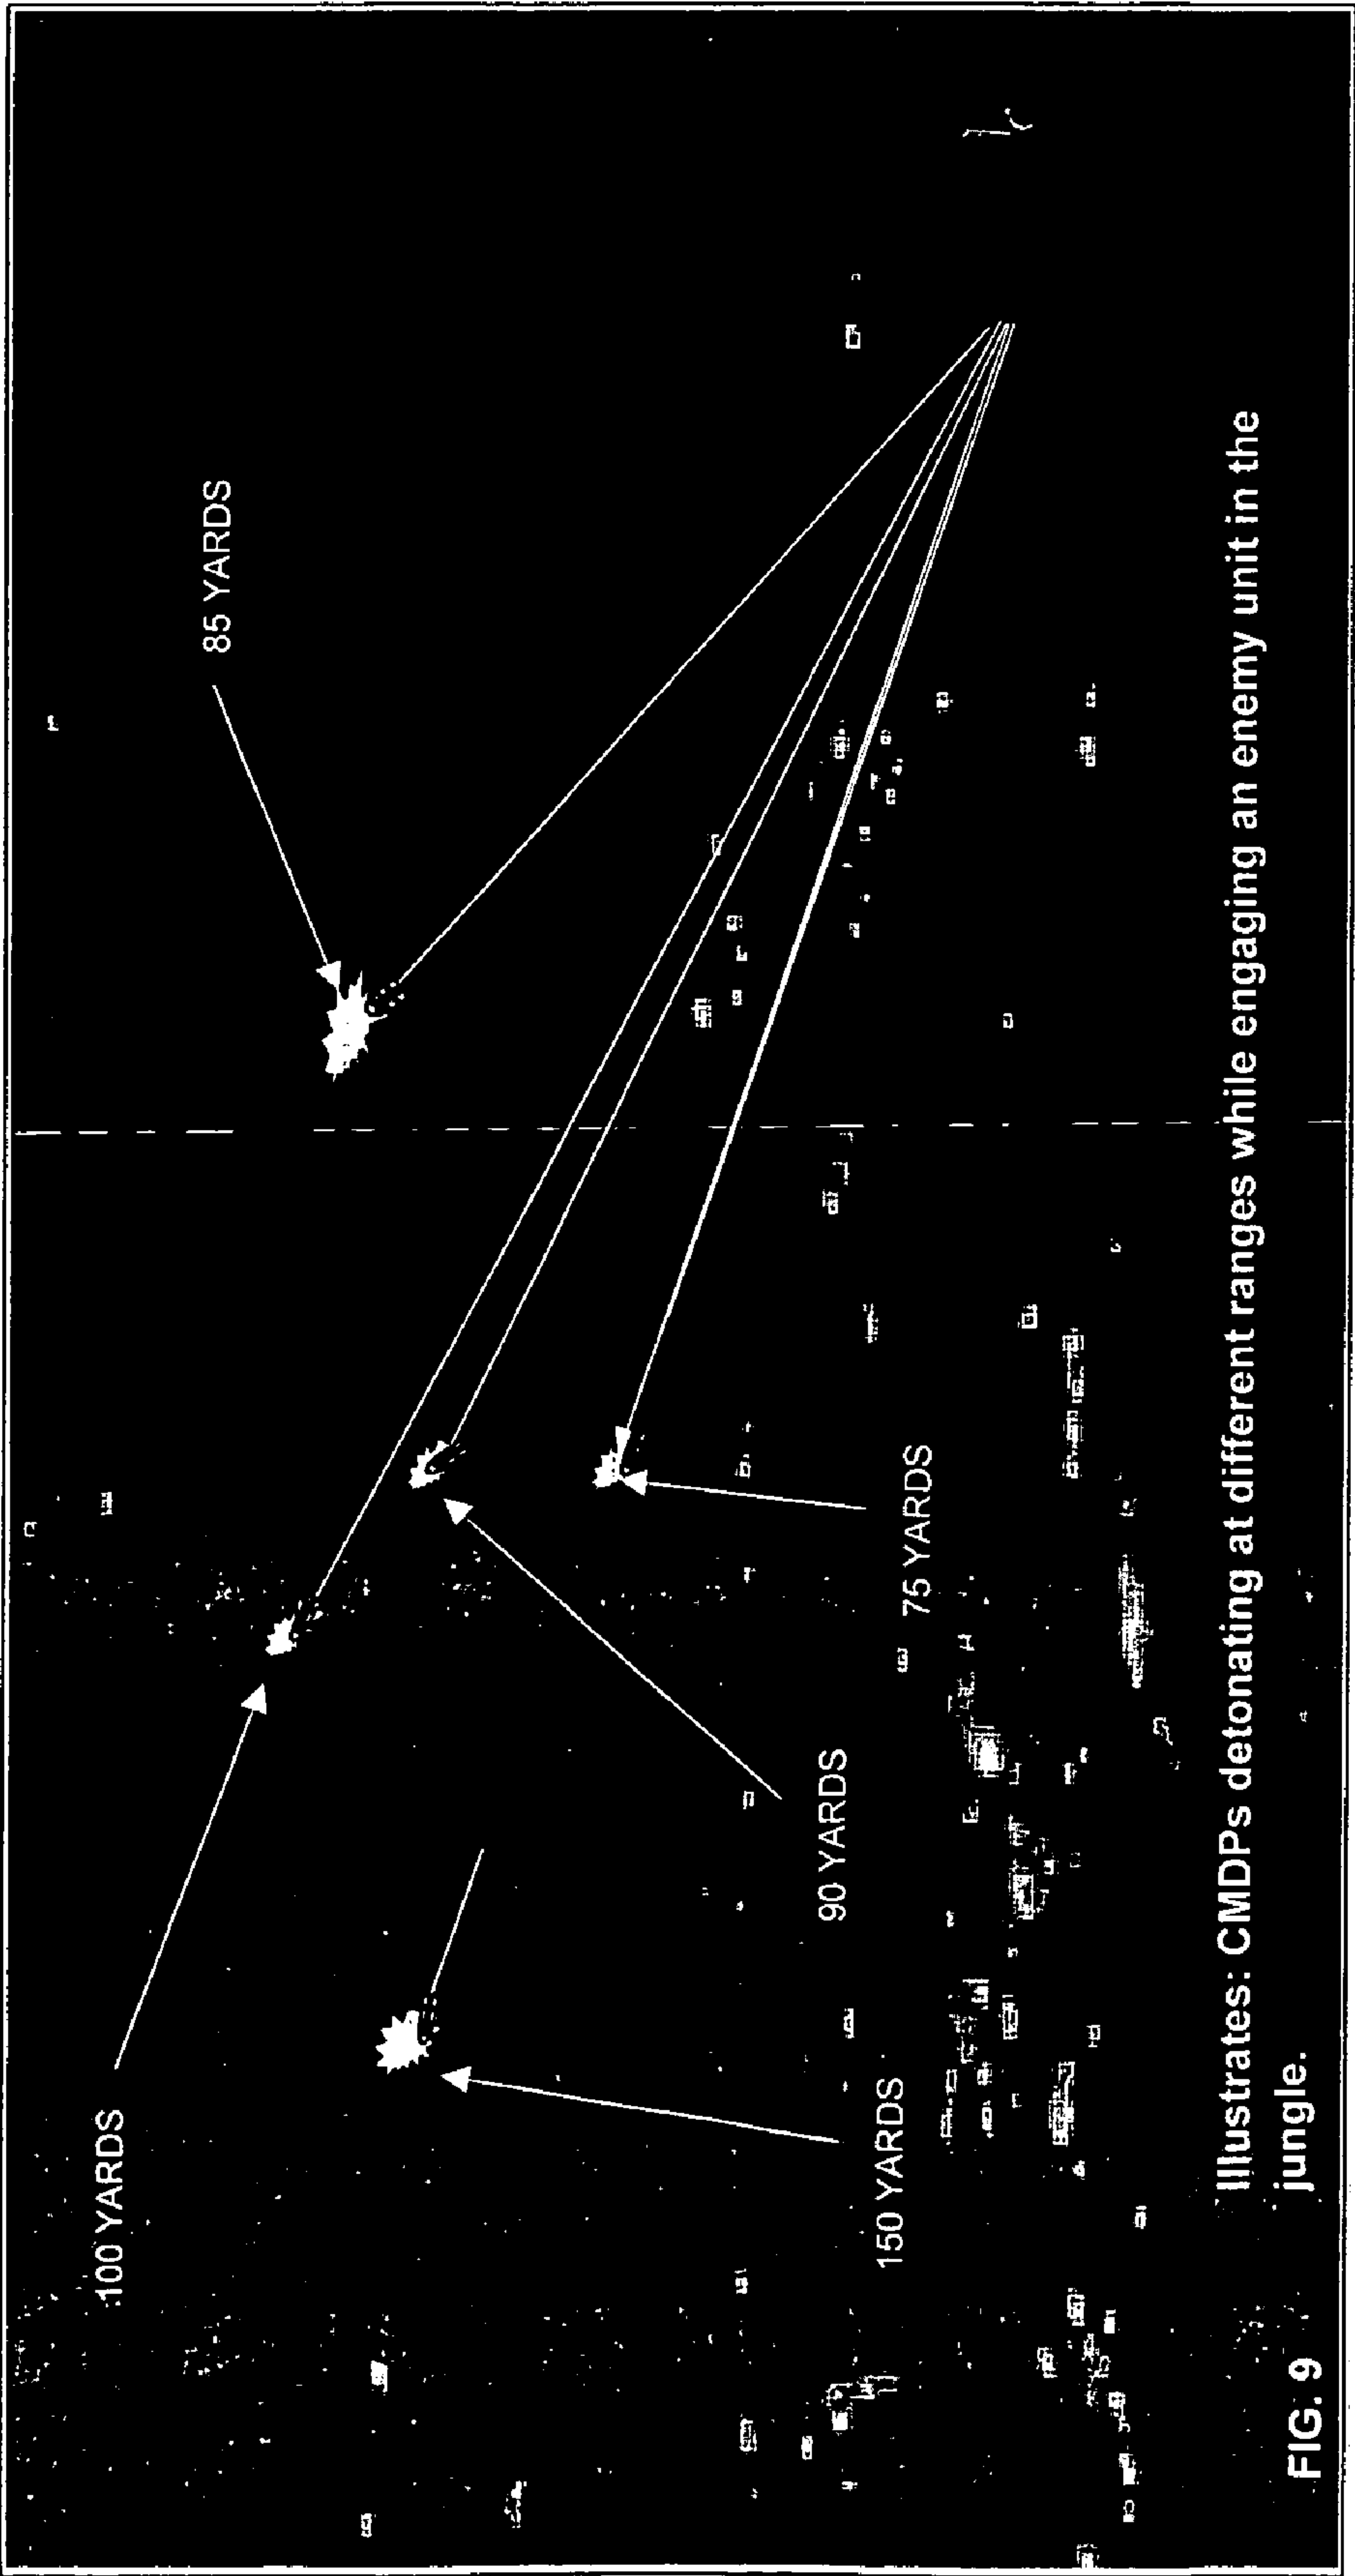 100 YARDS
85 YARDS
150 YARDS
90 YARDS
75 YARDS
Illustrates: CMDPs detonating at different ranges while engaging an enemy unit in the
jungle.
FIG. 9